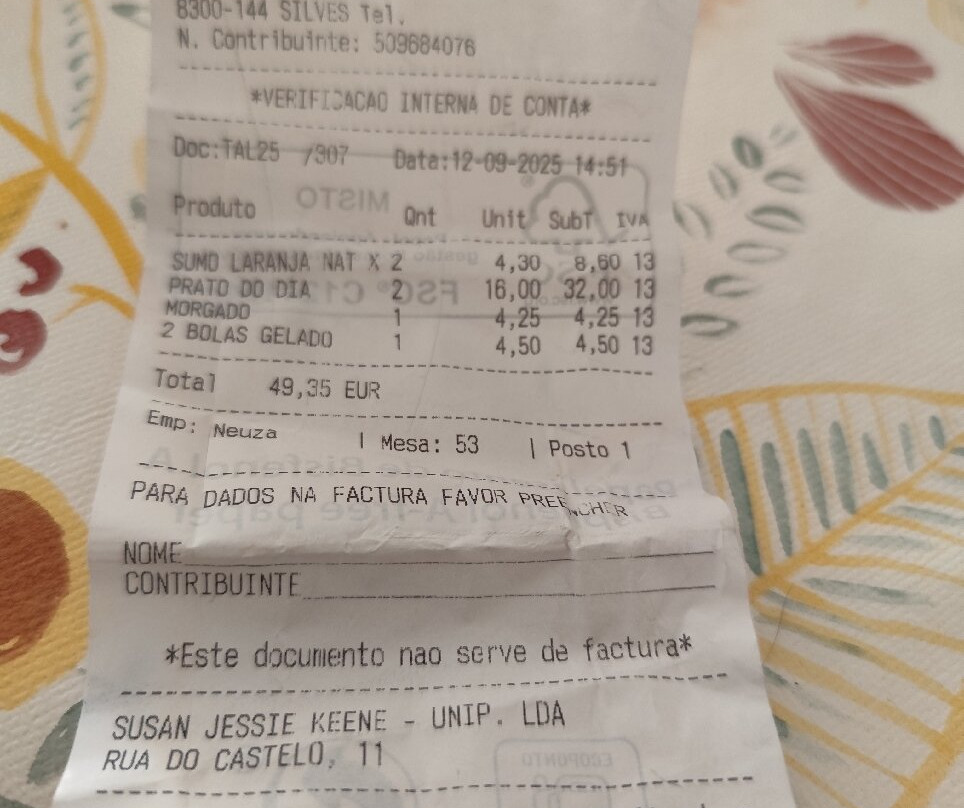 8300-144 SILVES Tel.
N. Contribuinte: 509684076
*VERIFICACAO INTERNA DE CONTA*
Doc:TAL25 /907 Data:12-09-2025 14:51
Produto Qnt Unit SubT IVA
SUMO LARANJA NAT X 2 4,30 8,60 13
PRATO DO DIA 2 16,00 32,00 13
MORGADO 1 4,25 4,25 13
2 BOLAS GELADO 1 4,50 4,50 13
Total 49,35 EUR
Emp: Neuza | Mesa: 53 | Posto 1
PARA DADOS NA FACTURA FAVOR PREENCHER
NOME
CONTRIBUINTE
*Este documento nao serve de factura*
SUSAN JESSIE KEENE - UNIP. LDA
RUA DO CASTELO, 11